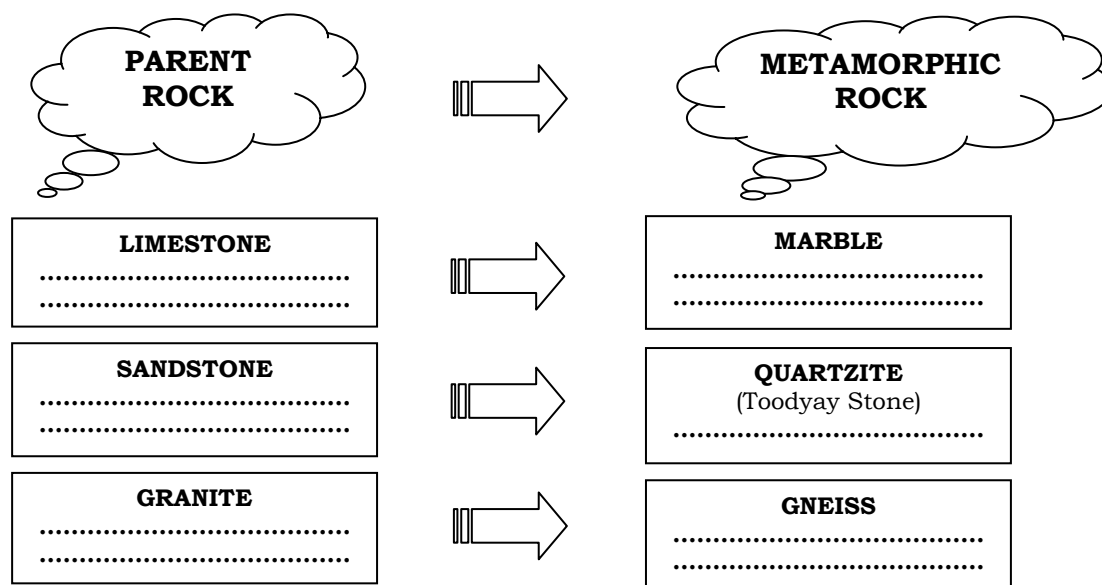 PARENT
ROCK
METAMORPHIC
ROCK
LIMESTONE
.......................................
.......................................
MARBLE
.......................................
.......................................
SANDSTONE
.......................................
.......................................
QUARTZITE
(Toodyay Stone)
.......................................
GRANITE
.......................................
.......................................
GNEISS
.......................................
.......................................